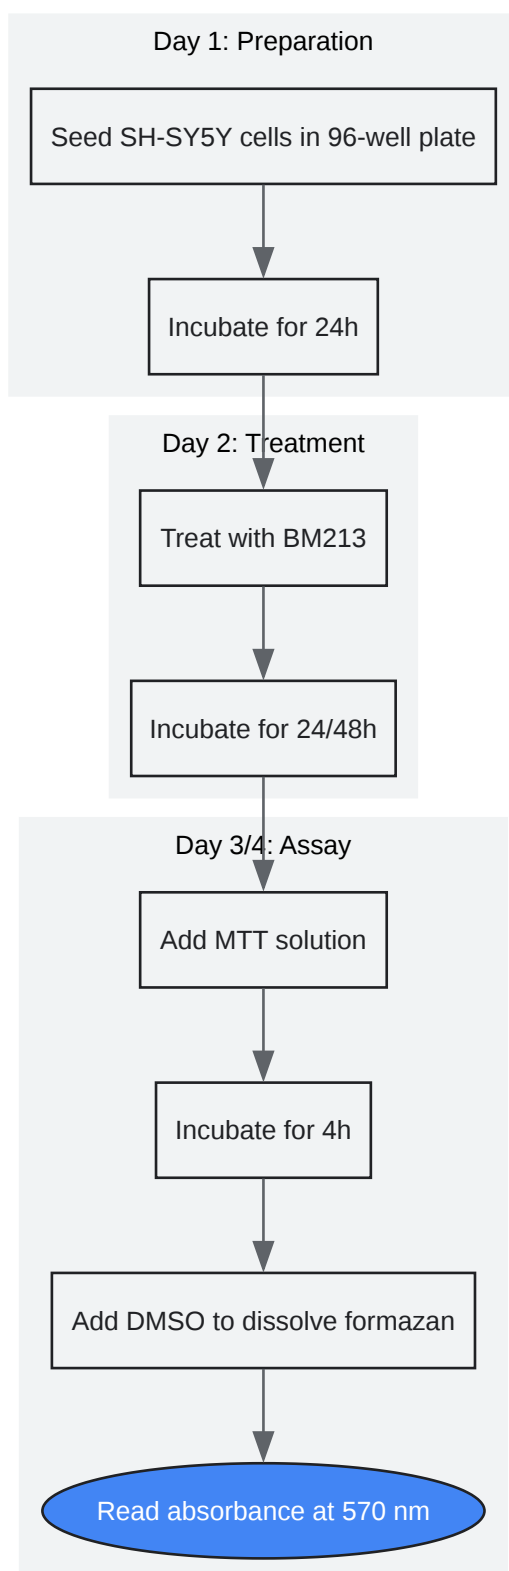 Day 1: Preparation
Seed SH-SY5Y cells in 96-well plate
Incubate for 24h
Day 2: Treatment
Treat with BM213
Incubate for 24/48h
Day 3/4: Assay
Add MTT solution
Incubate for 4h
Add DMSO to dissolve formazan
Read absorbance at 570 nm